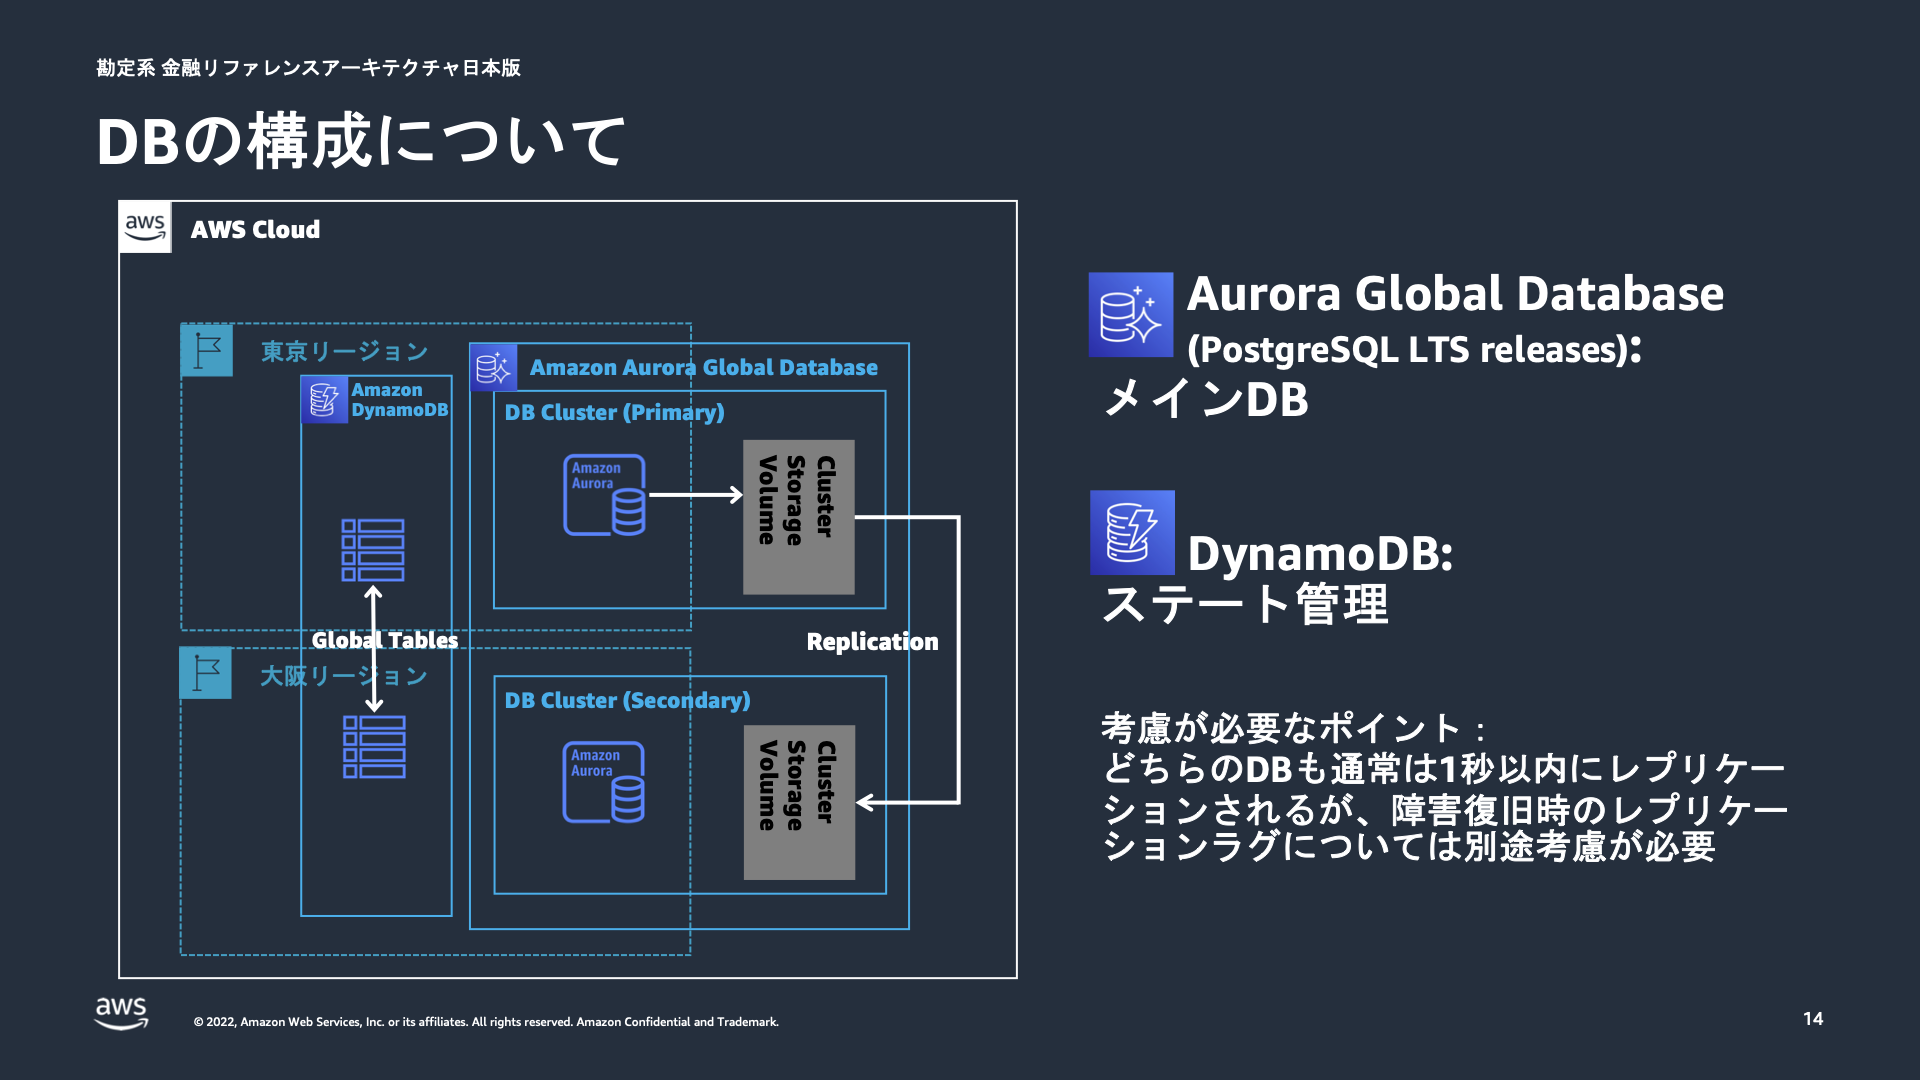 勘定系 金融リファレンスアーキテクチャ日本版
DBの構成について
aws
AWS Cloud
東京リージョン
Amazon
DynamoDB
Amazon Aurora Global Database
DB Cluster (Primary)
Amazon
Aurora
Cluster
Storage
Volume
Global Tables
Replication
大阪リージョン
DB Cluster (Secondary)
Amazon
Aurora
Cluster
Storage
Volume
Aurora Global Database
(PostgreSQL LTS releases):
メインDB
DynamoDB:
ステート管理
考慮が必要なポイント：
どちらのDBも通常は1秒以内にレプリケー
ションされるが、障害復旧時のレプリケー
ションラグについては別途考慮が必要
aws
© 2022, Amazon Web Services, Inc. or its affiliates. All rights reserved. Amazon Confidential and Trademark.
14